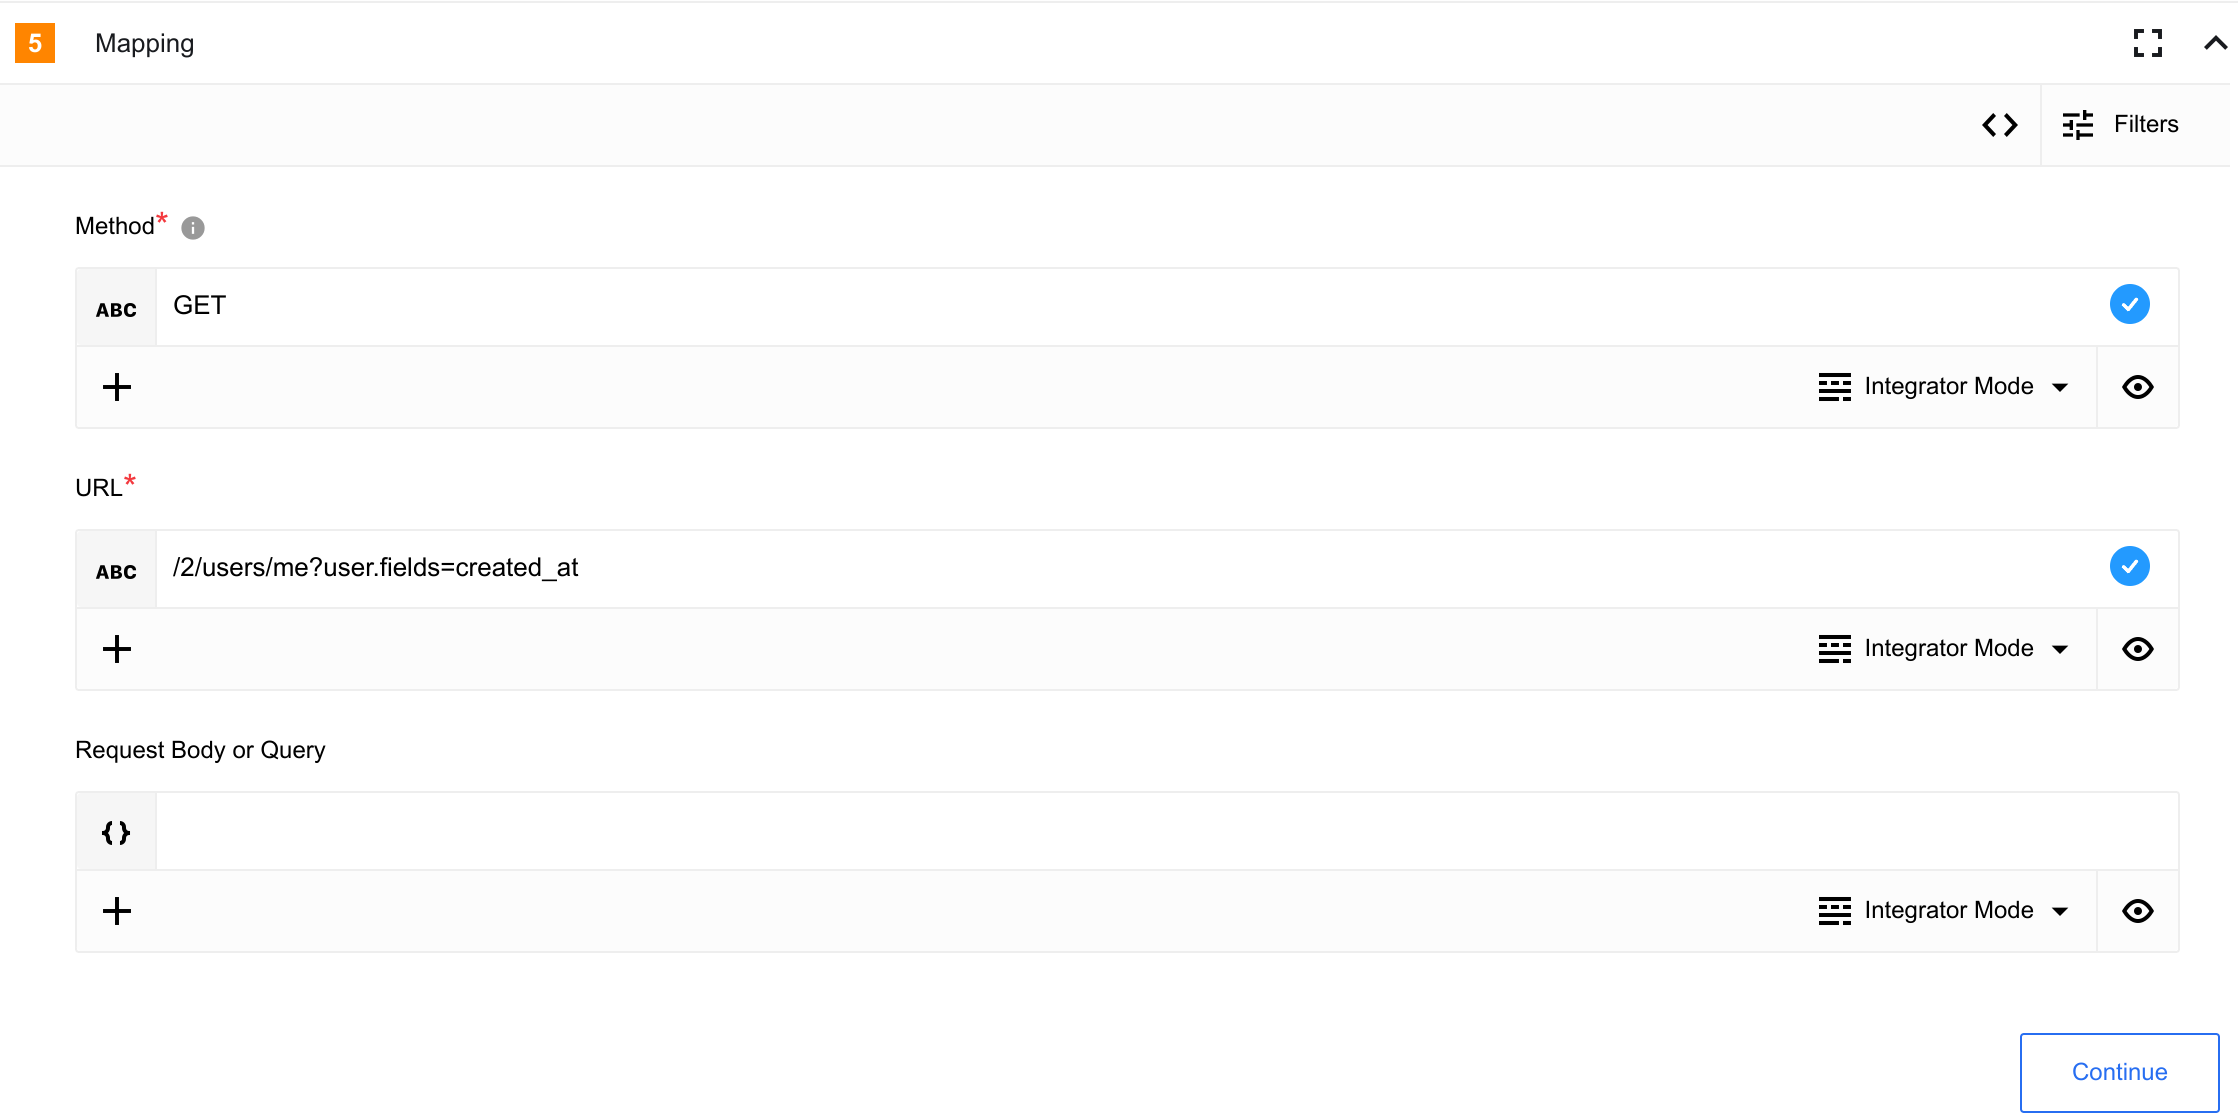 5 Mapping
Filters
Method*
ABC GET
Integrator Mode
URL*
ABC /2/users/me?user.fields=created_at
Integrator Mode
Request Body or Query
{}
Integrator Mode
Continue